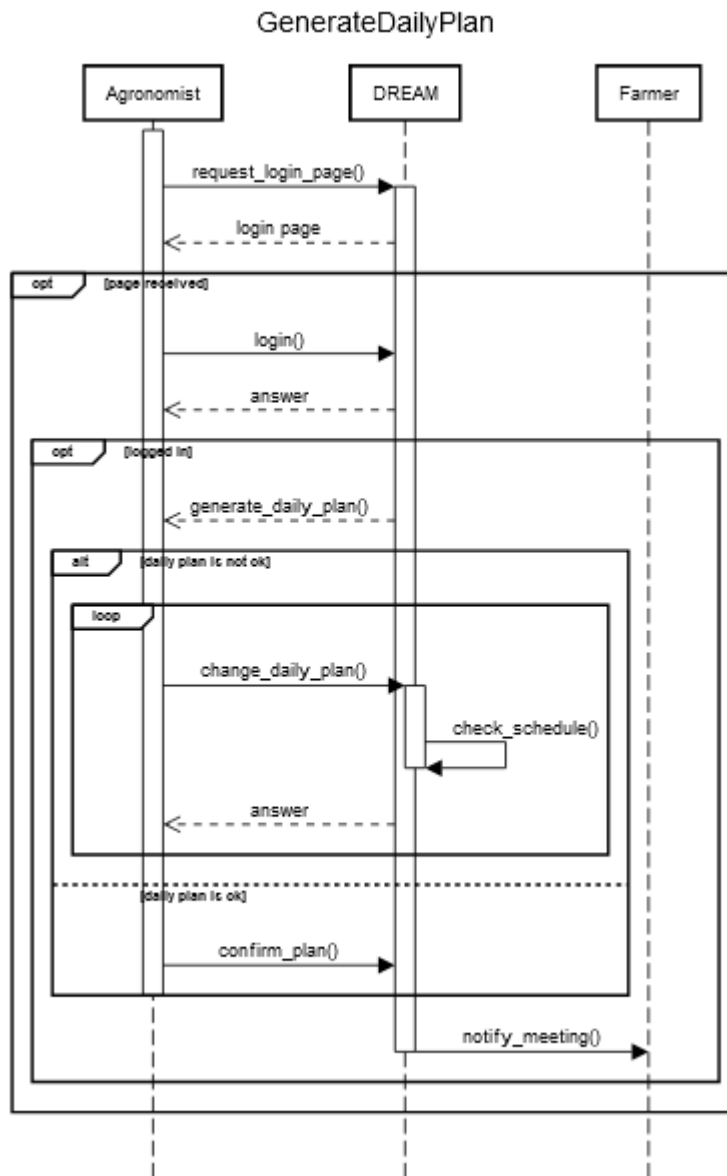 GenerateDailyPlan
Agronomist
DREAM
Farmer
request_login_page()
login page
opt
[page received]
login()
answer
opt
[logged in]
generate_daily_plan()
alt
[daily plan is not ok]
loop
change_daily_plan()
check_schedule()
answer
[daily plan is ok]
confirm_plan()
notify_meeting()